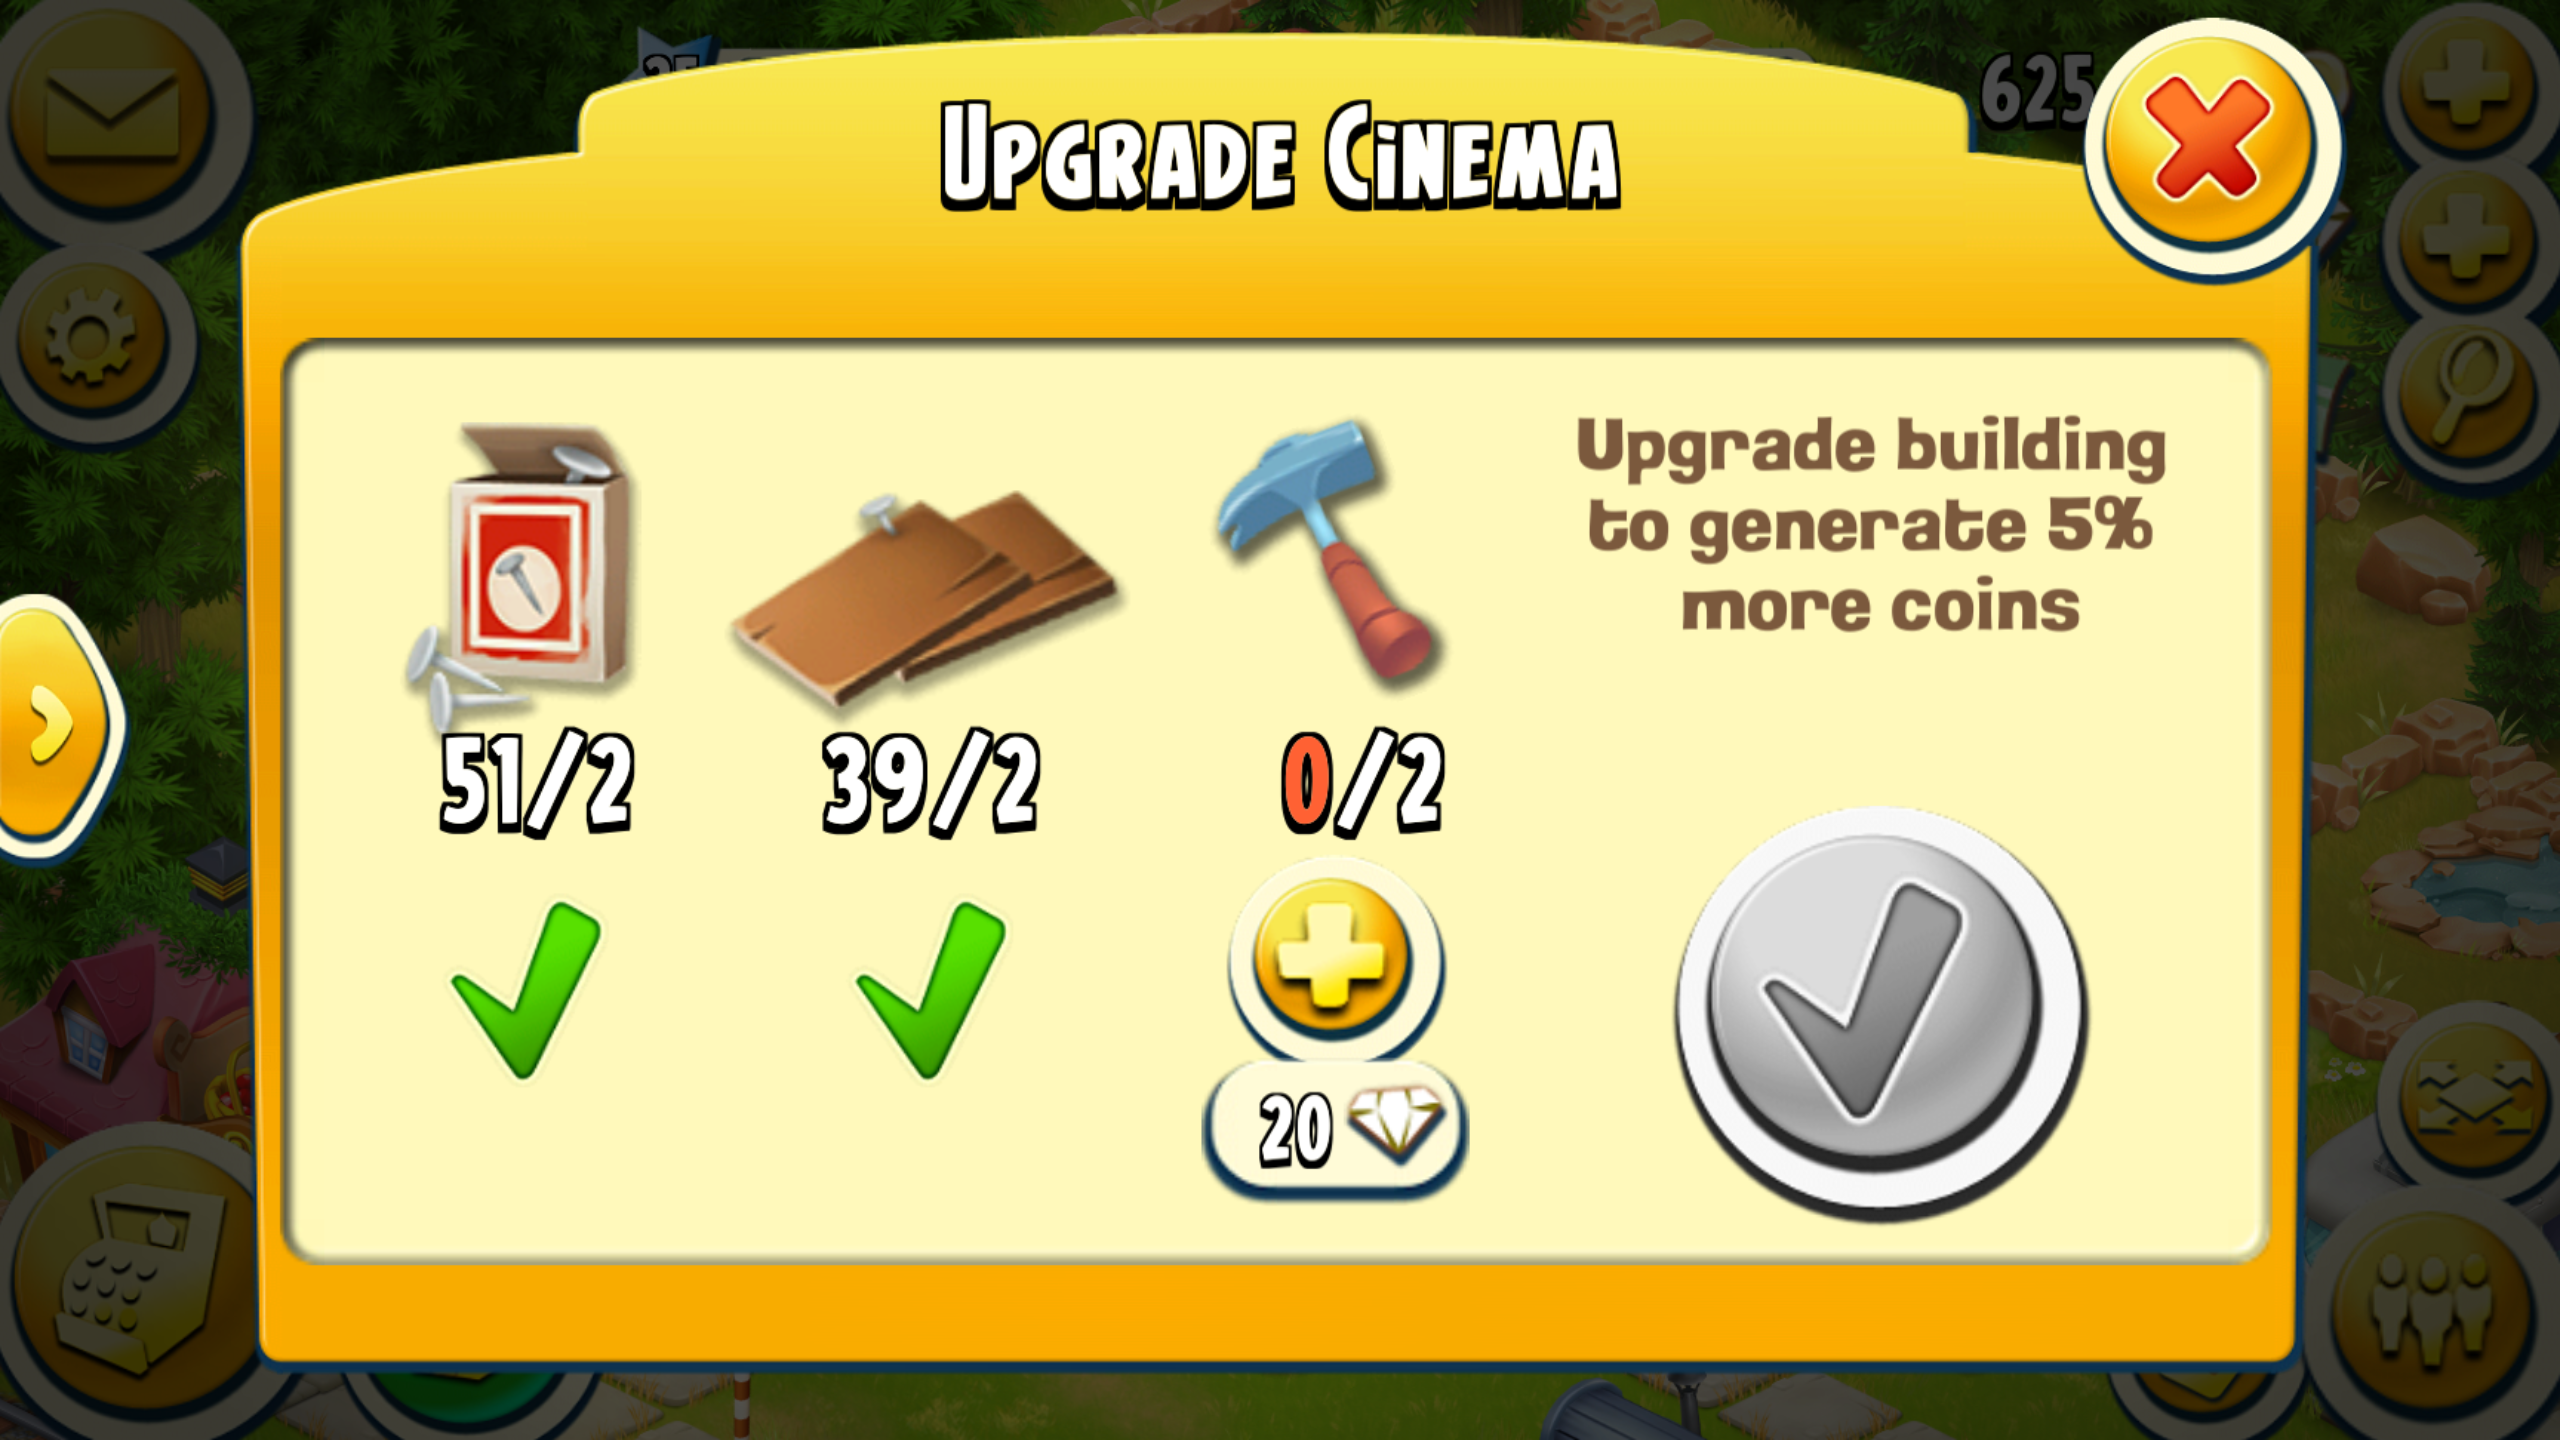 625
Upgrade Cinema
Upgrade building
to generate 5%
more coins
51/2
39/2
0/2
20